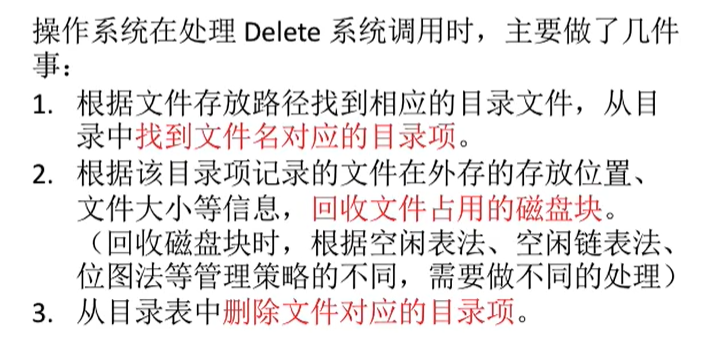 操作系统在处理 Delete 系统调用时，主要做了几件
事：
1. 根据文件存放路径找到相应的目录文件，从目
录中找到文件名对应的目录项。
2. 根据该目录项记录的文件在外存的存放位置、
文件大小等信息，回收文件占用的磁盘块。
（回收磁盘块时，根据空闲表法、空闲链表法、
位图法等管理策略的不同，需要做不同的处理）
3. 从目录表中删除文件对应的目录项。